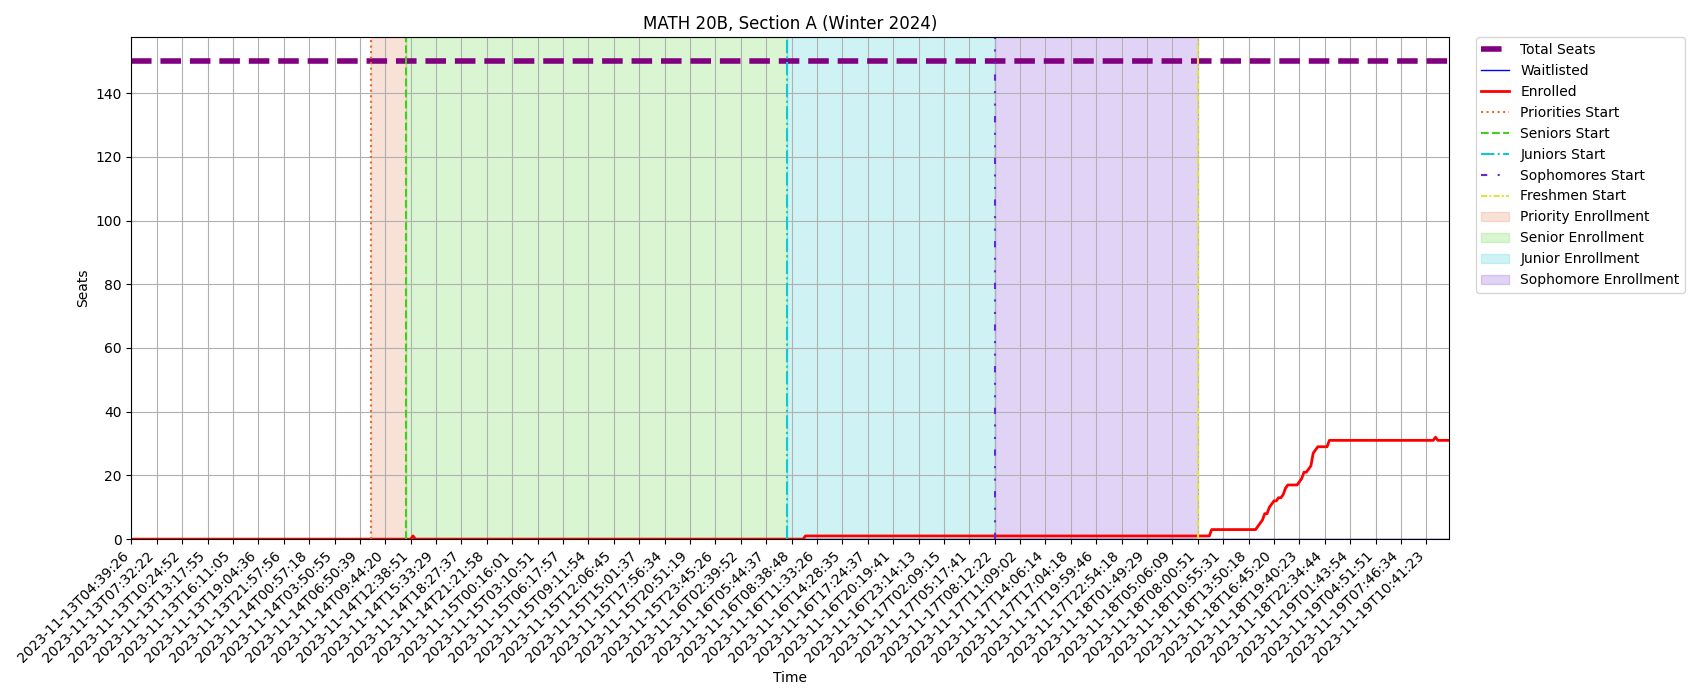 MATH 20B, Section A (Winter 2024)
Total Seats
Waitlisted
Enrolled
Priorities Start
Seniors Start
Juniors Start
Sophomores Start
Freshmen Start
Priority Enrollment
Senior Enrollment
Junior Enrollment
Sophomore Enrollment
Seats
140
120
100
80
60
40
20
0
2023-11-13T04:39:26
2023-11-13T07:32:22
2023-11-13T10:24:52
2023-11-13T13:17:55
2023-11-13T16:11:05
2023-11-13T19:04:36
2023-11-13T21:57:56
2023-11-14T00:57:18
2023-11-14T03:50:55
2023-11-14T06:50:39
2023-11-14T09:44:20
2023-11-14T12:38:51
2023-11-14T15:33:29
2023-11-14T18:27:37
2023-11-14T21:21:58
2023-11-15T00:16:01
2023-11-15T03:10:51
2023-11-15T06:17:57
2023-11-15T09:11:54
2023-11-15T12:06:45
2023-11-15T15:01:37
2023-11-15T17:56:34
2023-11-15T20:51:19
2023-11-15T23:45:26
2023-11-16T02:39:52
2023-11-16T05:44:37
2023-11-16T08:38:48
2023-11-16T11:33:26
2023-11-16T14:28:35
2023-11-16T17:24:37
2023-11-16T20:19:41
2023-11-16T23:14:13
2023-11-17T02:09:15
2023-11-17T05:17:41
2023-11-17T08:12:22
2023-11-17T11:09:02
2023-11-17T14:06:14
2023-11-17T17:04:18
2023-11-17T19:59:46
2023-11-17T22:54:18
2023-11-18T01:49:29
2023-11-18T05:06:09
2023-11-18T08:00:51
2023-11-18T10:55:31
2023-11-18T13:50:18
2023-11-18T16:45:20
2023-11-18T19:40:23
2023-11-18T22:34:44
2023-11-19T01:43:54
2023-11-19T04:51:51
2023-11-19T07:46:34
2023-11-19T10:41:23
Time